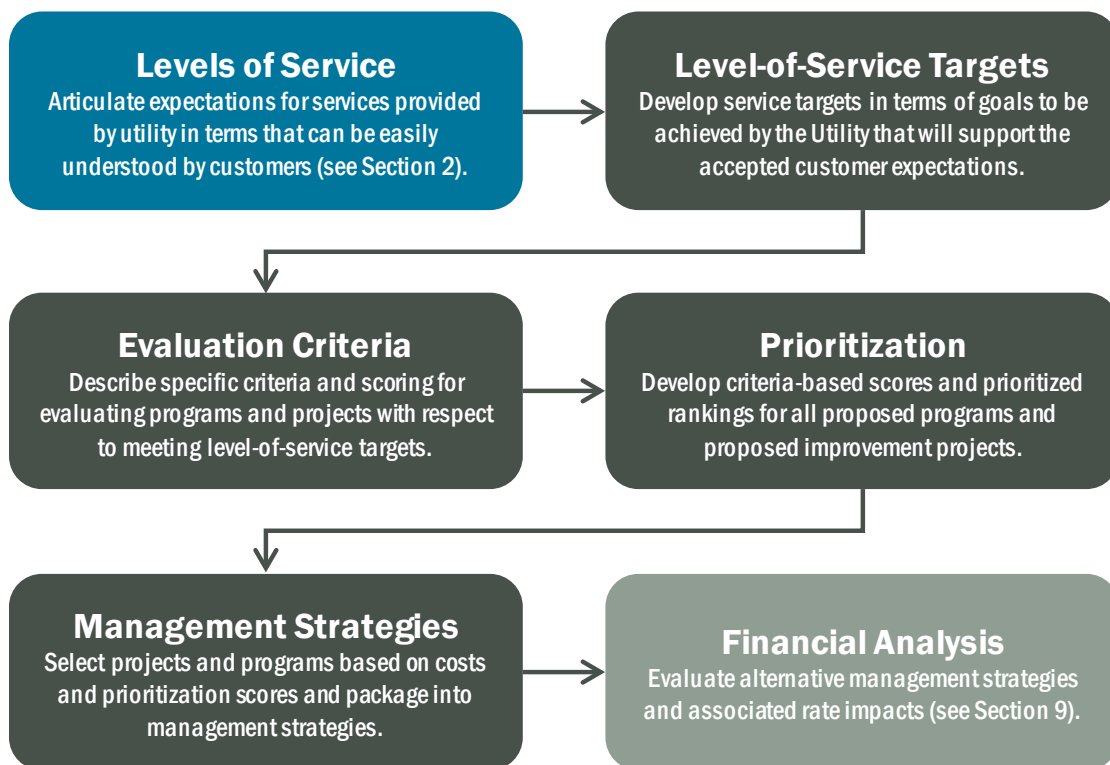 Levels of Service
Articulate expectations for services provided
by utility in terms that can be easily
understood by customers (see Section 2).
Level-of-Service Targets
Develop service targets in terms of goals to be
achieved by the Utility that will support the
accepted customer expectations.
Evaluation Criteria
Describe specific criteria and scoring for
evaluating programs and projects with respect
to meeting level-of-service targets.
Prioritization
Develop criteria-based scores and prioritized
rankings for all proposed programs and
proposed improvement projects.
Management Strategies
Select projects and programs based on costs
and prioritization scores and package into
management strategies.
Financial Analysis
Evaluate alternative management strategies
and associated rate impacts (see Section 9).